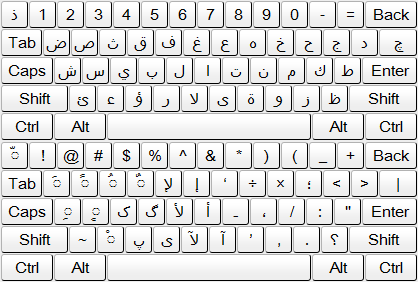 ذ 1 2 3 4 5 6 7 8 9 0 - = Back
Tab ض ص ث ق ف غ ع ه خ ح ج د چ
Caps ش س ي ب ل ا ت ن م ك ط Enter
Shift ئ ء ؤ ر لا ى ة و ز ظ Shift
Ctrl Alt Alt Ctrl
◌ّ ! @ # $ % ^ & * ) ( _ + Back
Tab ◌َ ◌ً ◌ُ ◌ٌ لإ إ ‘ ÷ × ؛ < > |
Caps ◌ِ ◌ٍ ک گ لأ أ ـ ، / : " Enter
Shift ~ ◌ْ پ ی لآ آ ’ , . ؟ Shift
Ctrl Alt Alt Ctrl